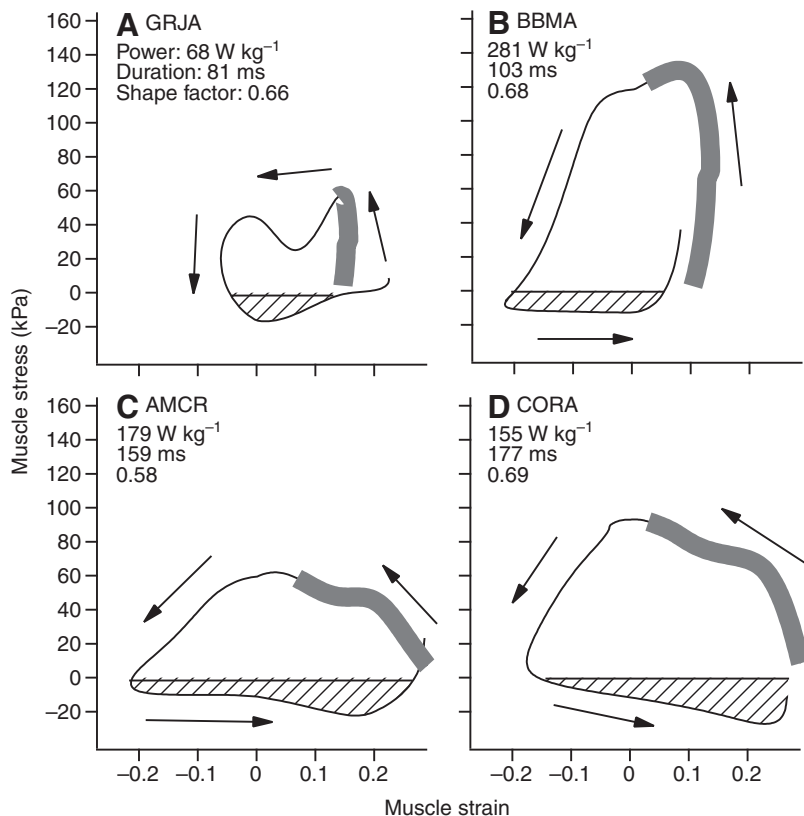 A GRJA
Power: 68 W kg⁻¹
Duration: 81 ms
Shape factor: 0.66
B BBMA
281 W kg⁻¹
103 ms
0.68
160
140
120
100
80
60
40
20
0
−20
C AMCR
179 W kg⁻¹
159 ms
0.58
D CORA
155 W kg⁻¹
177 ms
0.69
160
140
120
100
80
60
40
20
0
−20
Muscle stress (kPa)
−0.2 −0.1 0 0.1 0.2
−0.2 −0.1 0 0.1 0.2
Muscle strain